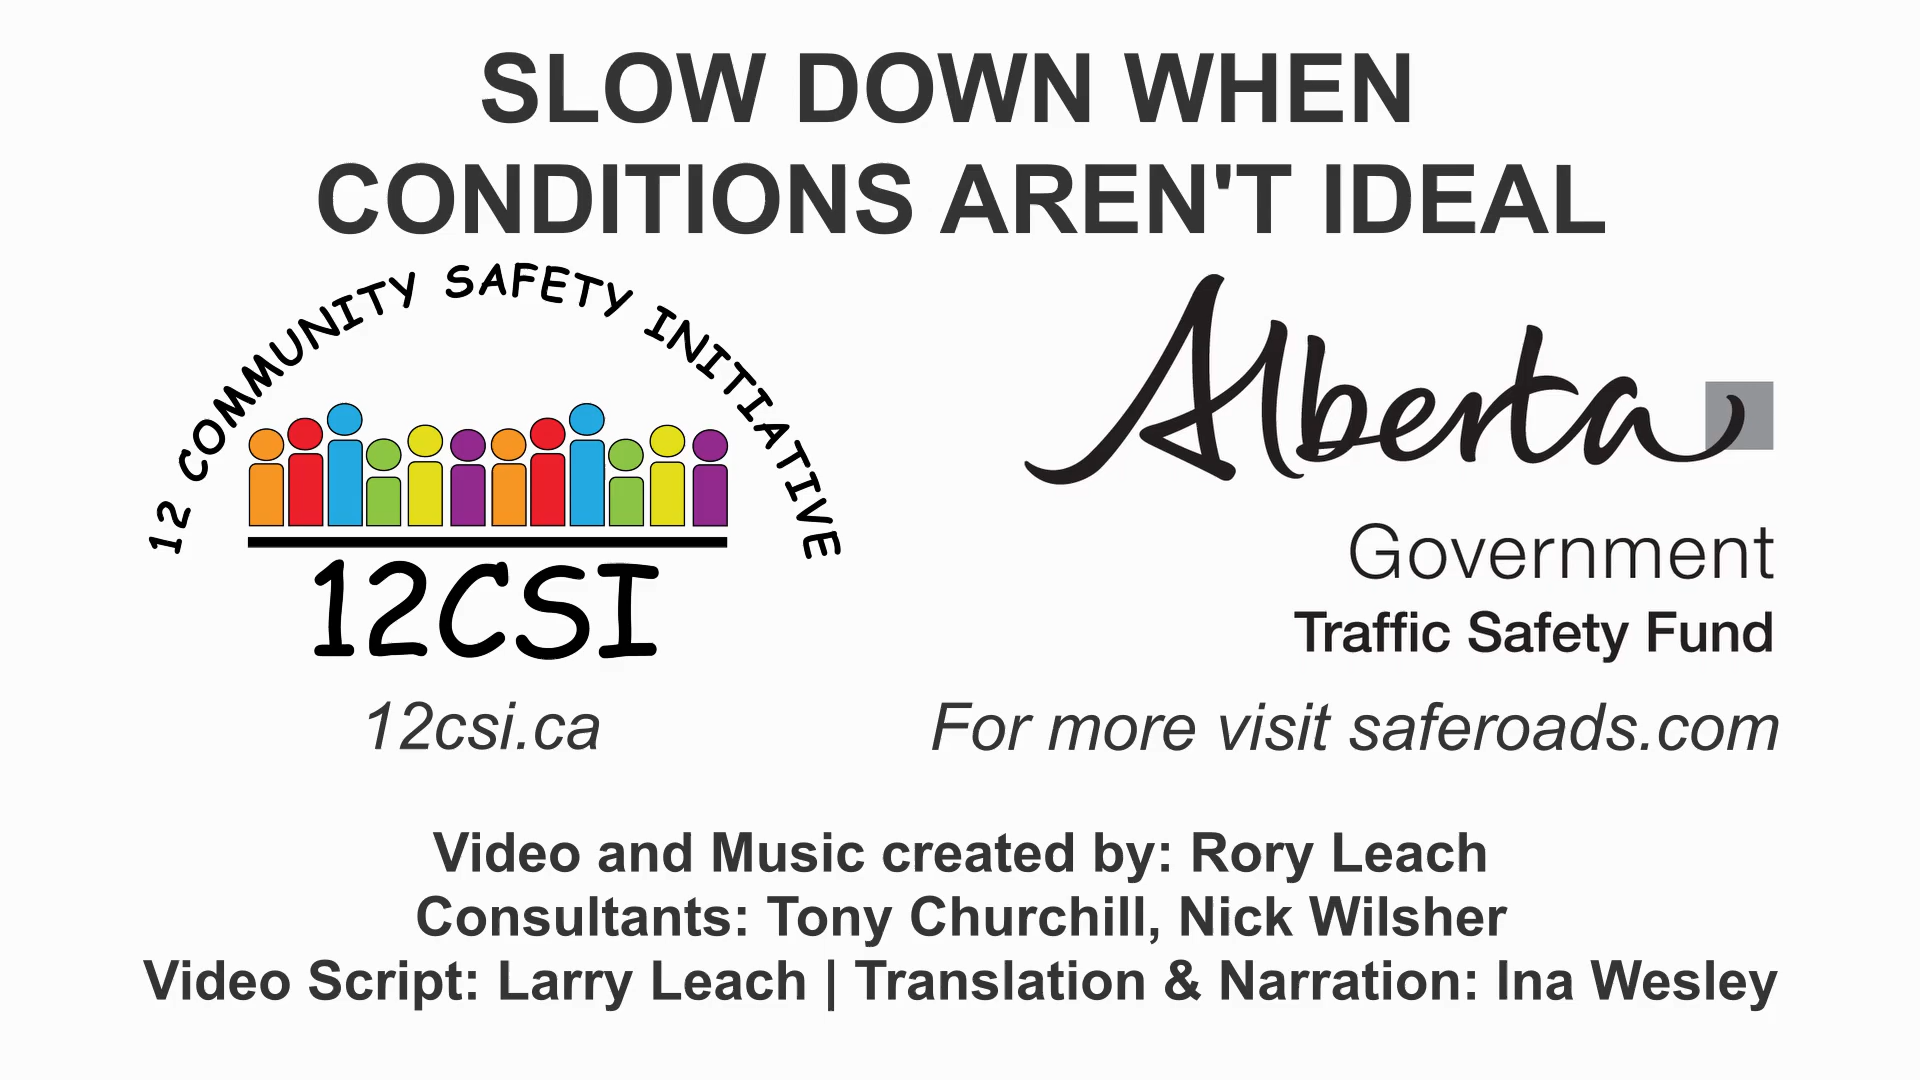 SLOW DOWN WHEN
CONDITIONS AREN'T IDEAL
12 COMMUNITY SAFETY INITIATIVE
12CSI
12csi.ca
Alberta
Government
Traffic Safety Fund
For more visit saferoads.com
Video and Music created by: Rory Leach
Consultants: Tony Churchill, Nick Wilsher
Video Script: Larry Leach | Translation & Narration: Ina Wesley